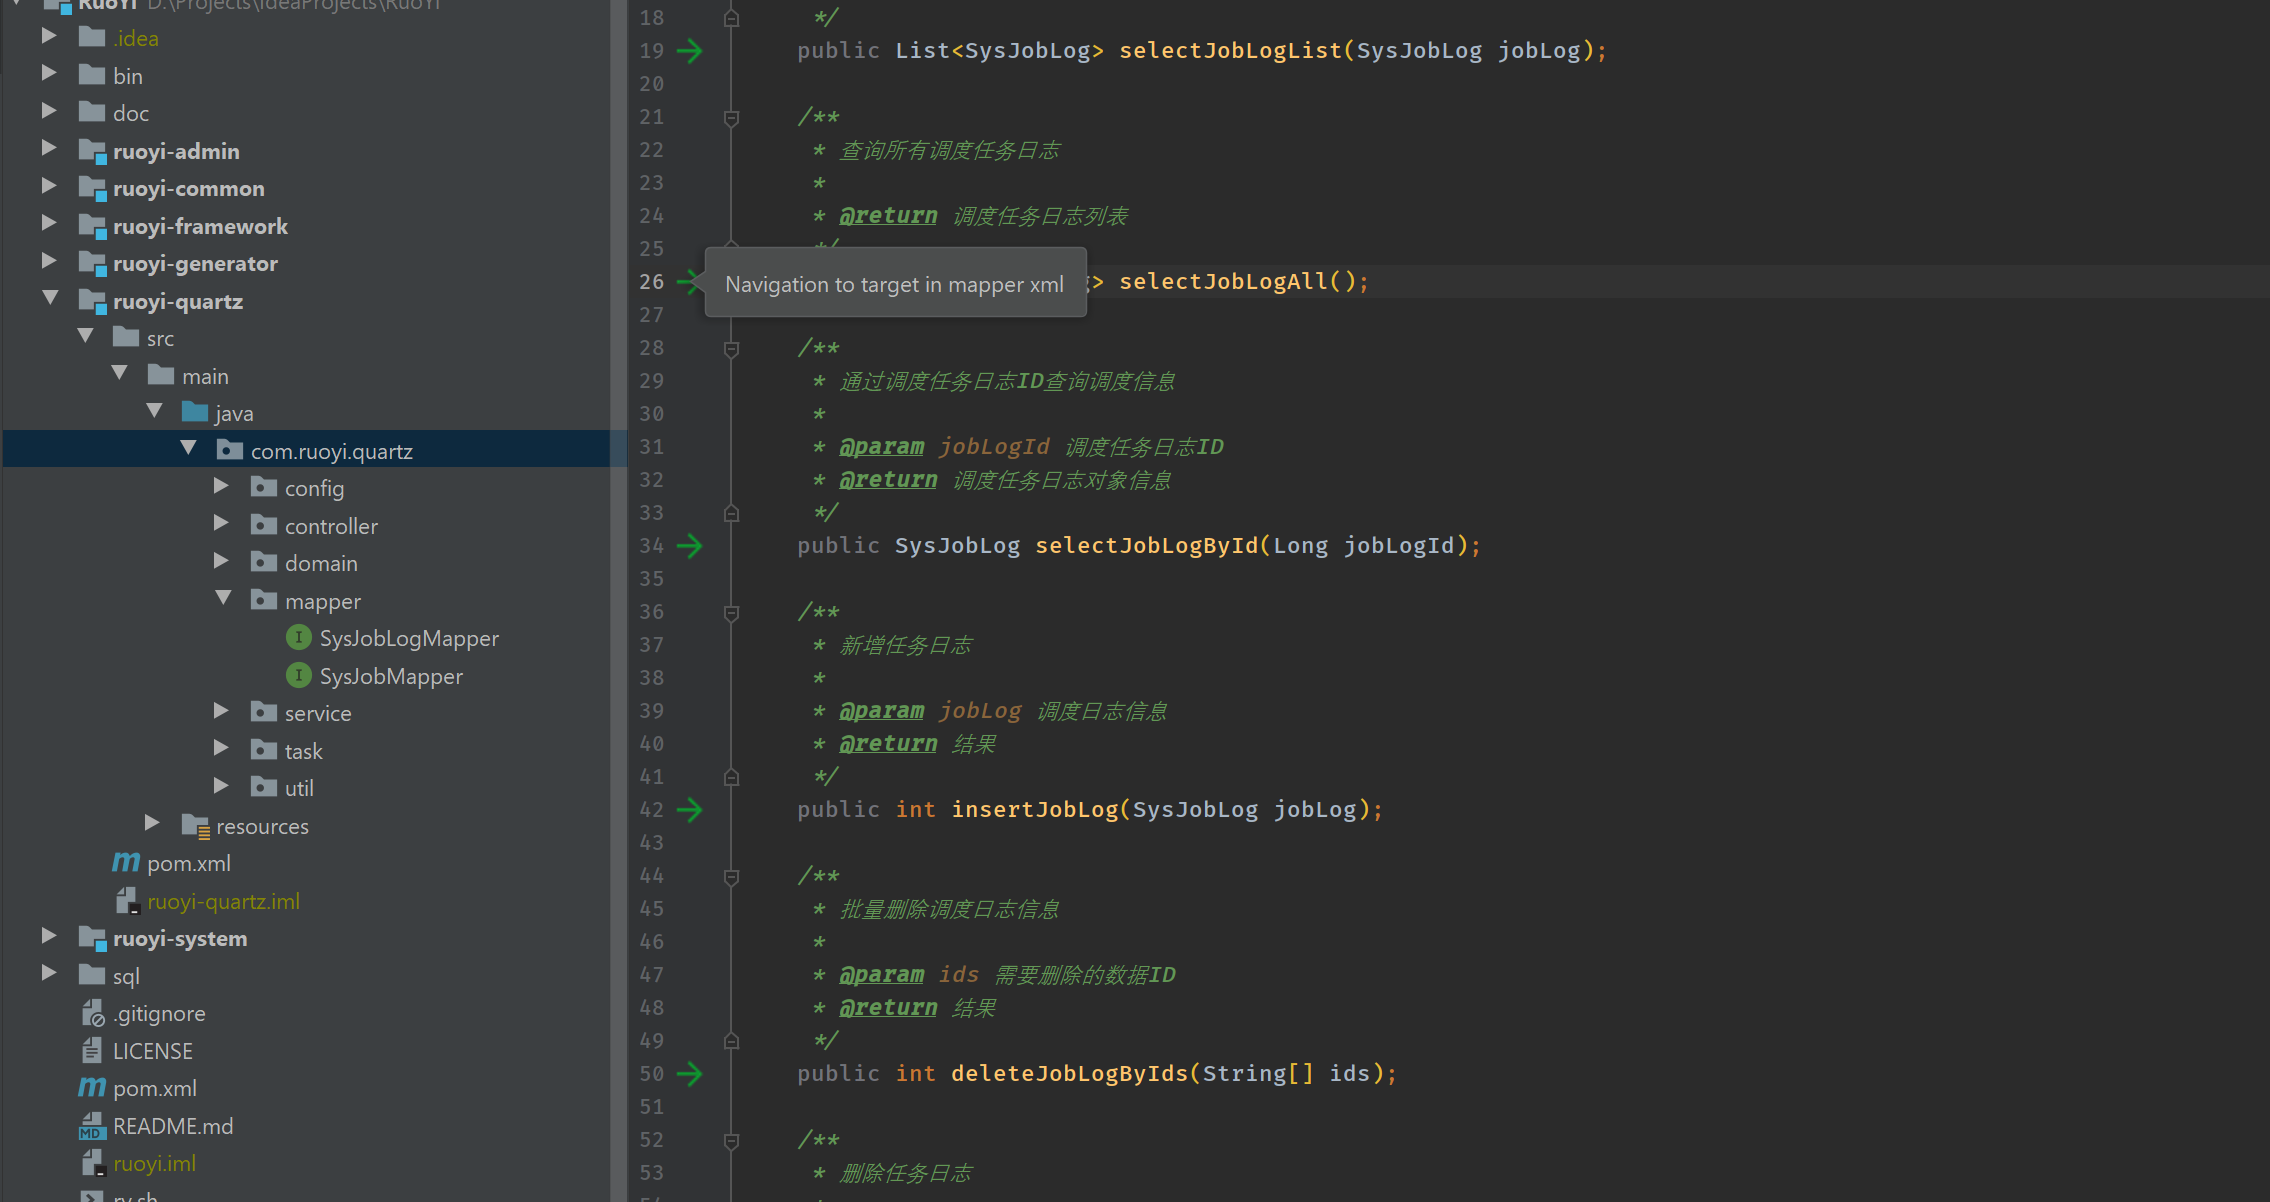 RuoYi D:\Projects\IdeaProjects\RuoYi
.idea
bin
doc
ruoyi-admin
ruoyi-common
ruoyi-framework
ruoyi-generator
ruoyi-quartz
src
main
java
com.ruoyi.quartz
config
controller
domain
mapper
I SysJobLogMapper
I SysJobMapper
service
task
util
resources
m pom.xml
ruoyi-quartz.iml
ruoyi-system
sql
.gitignore
LICENSE
m pom.xml
MD README.md
ruoyi.iml
ry.sh
18 */
19 public List<SysJobLog> selectJobLogList(SysJobLog jobLog);
20
21 /**
22 * 查询所有调度任务日志
23 *
24 * @return 调度任务日志列表
25 */
26 g> selectJobLogAll();
Navigation to target in mapper xml
27
28 /**
29 * 通过调度任务日志ID查询调度信息
30 *
31 * @param jobLogId 调度任务日志ID
32 * @return 调度任务日志对象信息
33 */
34 public SysJobLog selectJobLogById(Long jobLogId);
35
36 /**
37 * 新增任务日志
38 *
39 * @param jobLog 调度日志信息
40 * @return 结果
41 */
42 public int insertJobLog(SysJobLog jobLog);
43
44 /**
45 * 批量删除调度日志信息
46 *
47 * @param ids 需要删除的数据ID
48 * @return 结果
49 */
50 public int deleteJobLogByIds(String[] ids);
51
52 /**
53 * 删除任务日志
*